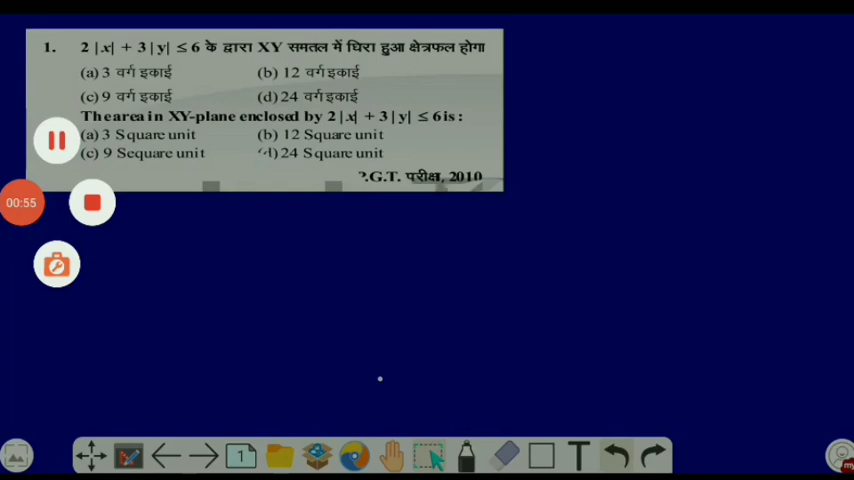 1. 2 |x| + 3 | y| ≤ 6 के द्वारा XY समतल में घिरा हुआ क्षेत्रफल होगा
(a) 3 वर्ग इकाई (b) 12 वर्ग इकाई
(c) 9 वर्ग इकाई (d) 24 वर्ग इकाई
The area in XY-plane enclosed by 2 | x| + 3 | y| ≤ 6 is :
(a) 3 Square unit (b) 12 Square unit
(c) 9 Sequare unit (d) 24 Square unit
P.G.T. परीक्षा, 2010
00:55
1
T
my